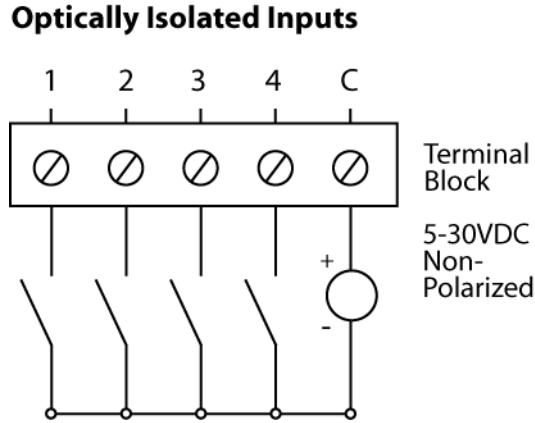 Optically Isolated Inputs
1 2 3 4 C
Terminal
Block
5-30VDC
Non-
Polarized
+
-